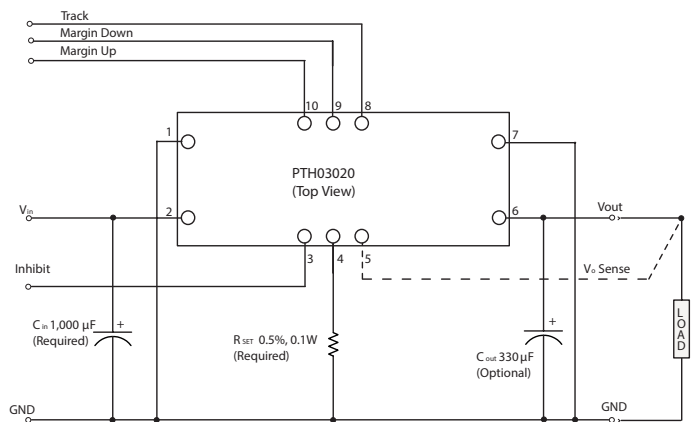 Track
Margin Down
Margin Up
10 9 8
1
7
PTH03020
(Top View)
Vin
2
6
Vout
3 4 5
Vo Sense
Inhibit
Cin 1,000 µF
(Required)
+
RSET 0.5%, 0.1W
(Required)
+
Cout 330 µF
(Optional)
LOAD
GND
GND